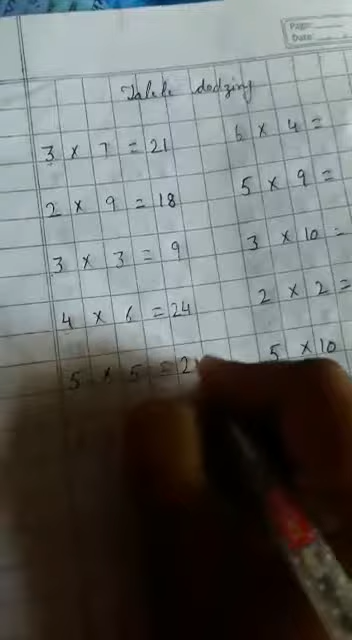 Page:
Date:
Table dodging
3 x 7 = 21
2 x 9 = 18
3 x 3 = 9
4 x 6 = 24
5 x 5 = 2
6 x 4 =
5 x 9 =
3 x 10 =
2 x 2 =
5 x 10